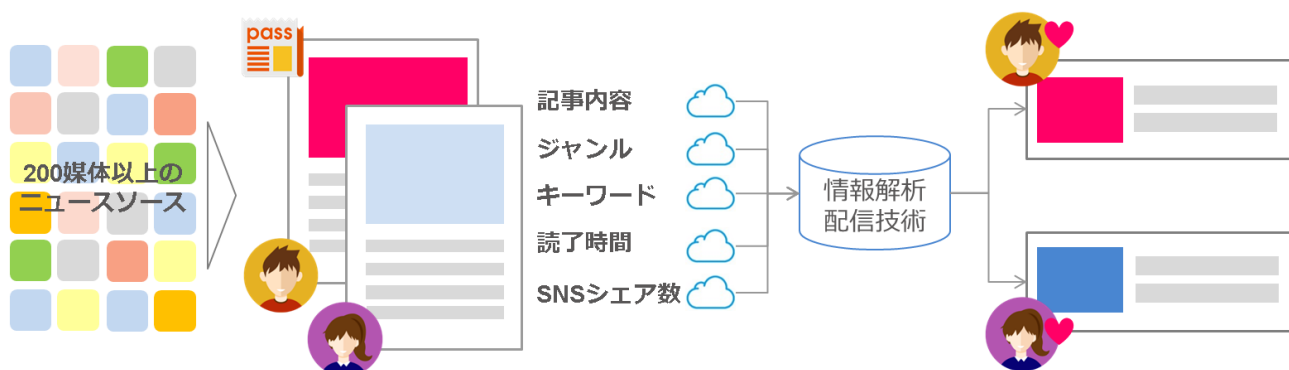 pass
200媒体以上の
ニュースソース
記事内容
ジャンル
キーワード
読了時間
SNSシェア数
情報解析
配信技術